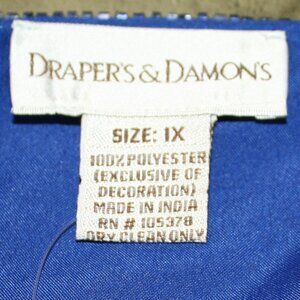 DRAPER'S & DAMON'S
SIZE: 1X
100% POLYESTER
(EXCLUSIVE OF
DECORATION)
MADE IN INDIA
RN # 105378
DRY CLEAN ONLY